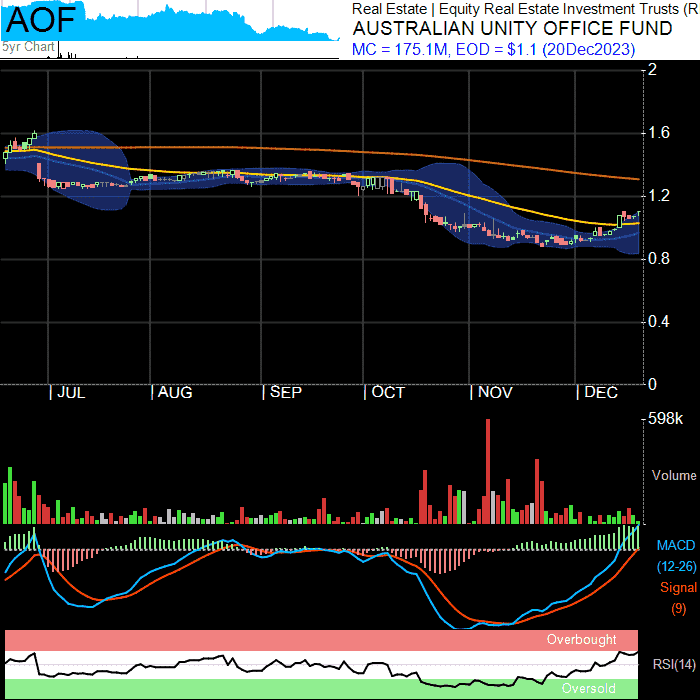 AOF
5yr Chart
Real Estate | Equity Real Estate Investment Trusts (R
AUSTRALIAN UNITY OFFICE FUND
MC = 175.1M, EOD = $1.1 (20Dec2023)
2
1.6
1.2
0.8
0.4
0
| JUL | AUG | SEP | OCT | NOV | DEC
598k
Volume
MACD
(12-26)
Signal
(9)
Overbought
RSI(14)
Oversold